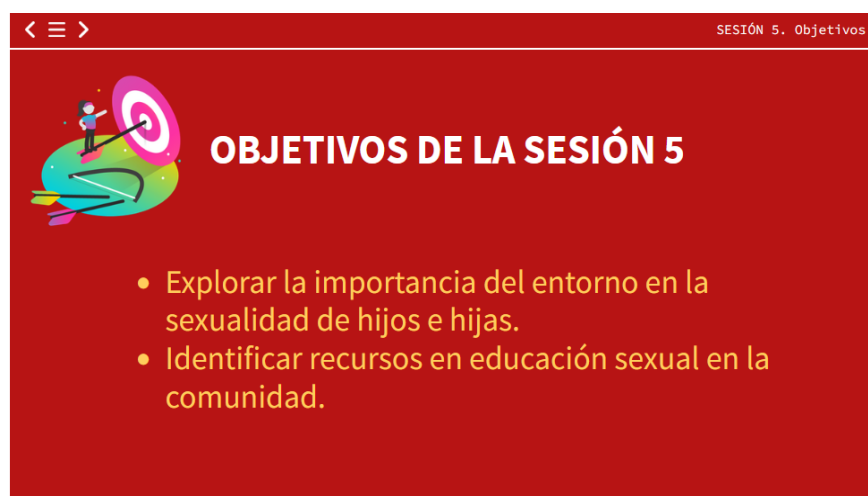 SESIÓN 5. Objetivos
OBJETIVOS DE LA SESIÓN 5
• Explorar la importancia del entorno en la
sexualidad de hijos e hijas.
• Identificar recursos en educación sexual en la
comunidad.